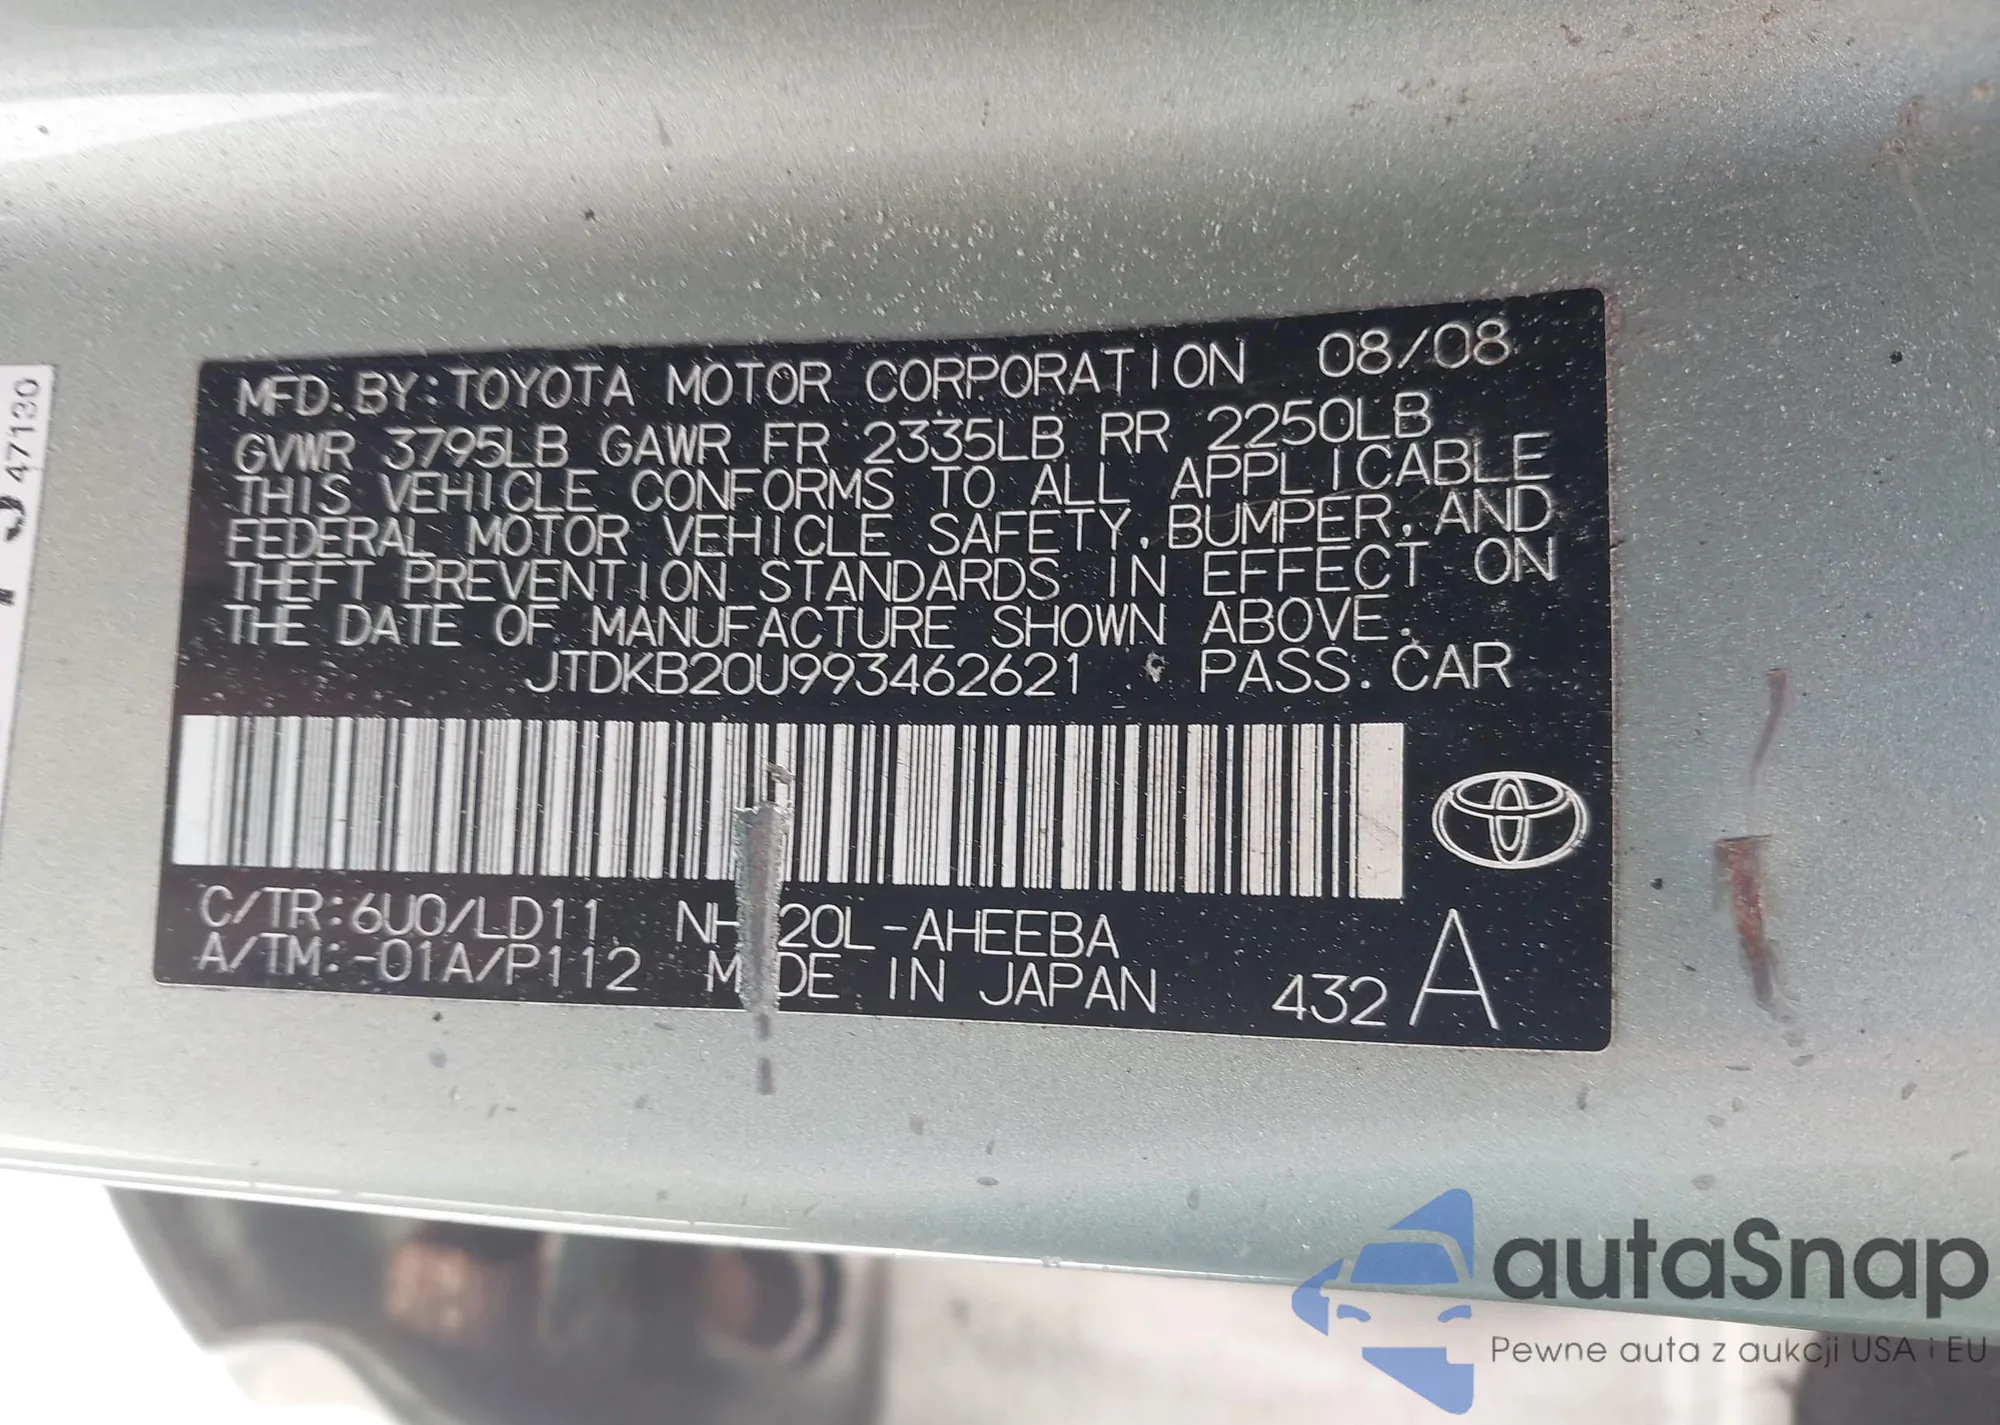 MFD. BY: TOYOTA MOTOR CORPORATION 08/08
GVWR 3795LB GAWR FR 2335LB RR 2250LB
THIS VEHICLE CONFORMS TO ALL APPLICABLE
FEDERAL MOTOR VEHICLE SAFETY, BUMPER, AND
THEFT PREVENTION STANDARDS IN EFFECT ON
THE DATE OF MANUFACTURE SHOWN ABOVE.
JTDKB20U993462621 PASS. CAR
C/TR:6U0/LD11 20L-AHEEBA
A/TM:-01A/P112 MADE IN JAPAN 432 A
47130
autaSnap
Pewne auta z aukcji USA i EU